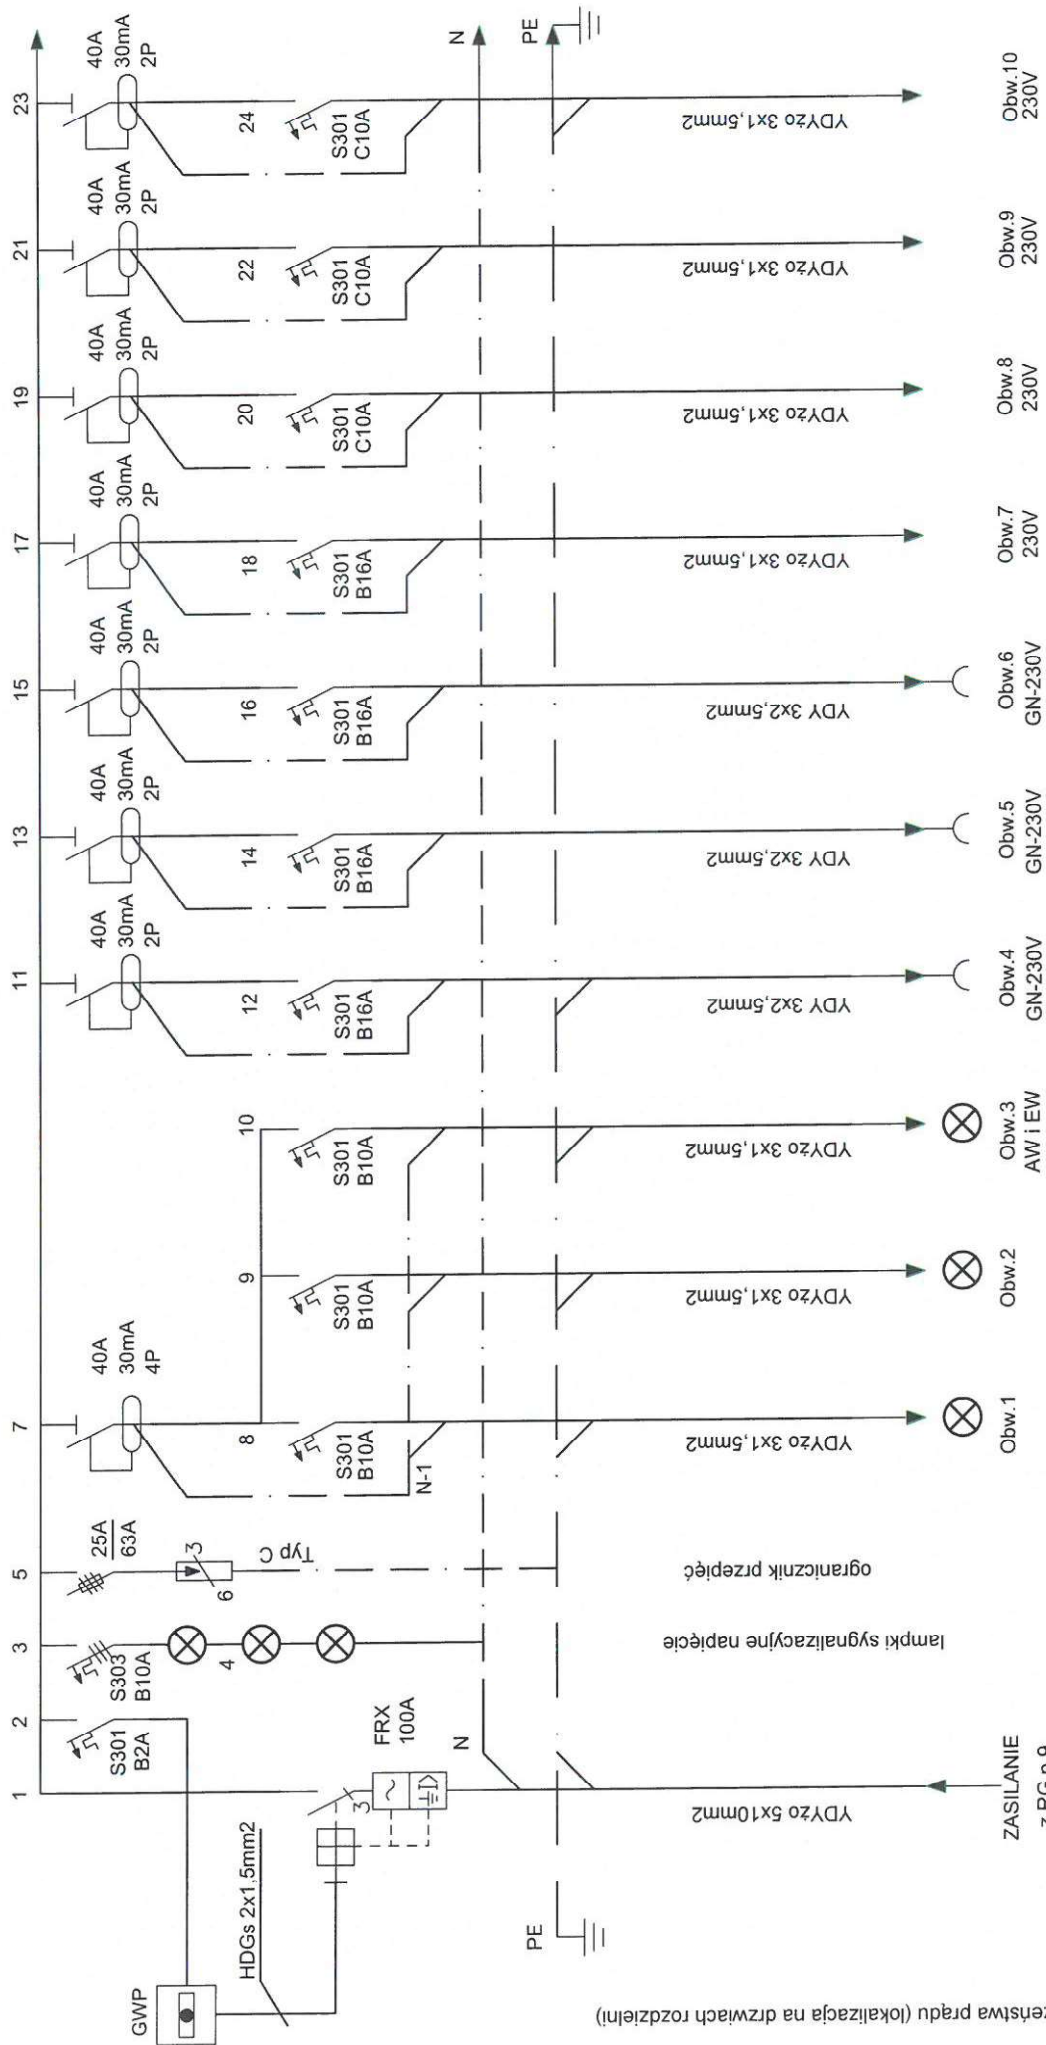 1
2
3
5
7
11
13
15
17
19
21
23
GWP
HDGs 2x1,5mm2
S301
B2A
S303
B10A
4
25A
63A
3
6
Typ C
3
FRX
100A
N
PE
YDYżo 5x10mm2
ZASILANIE
lampki sygnalizacyjne napięcie
ogranicznik przepięć
40A
30mA
4P
8
S301
B10A
N-1
YDYżo 3x1,5mm2
Obw.1
9
S301
B10A
YDYżo 3x1,5mm2
Obw.2
10
S301
B10A
YDYżo 3x1,5mm2
Obw.3
AW i EW
40A
30mA
2P
12
S301
B16A
YDY 3x2,5mm2
Obw.4
GN-230V
40A
30mA
2P
14
S301
B16A
YDY 3x2,5mm2
Obw.5
GN-230V
40A
30mA
2P
16
S301
B16A
YDY 3x2,5mm2
Obw.6
GN-230V
40A
30mA
2P
18
S301
B16A
YDYżo 3x1,5mm2
Obw.7
230V
40A
30mA
2P
20
S301
C10A
YDYżo 3x1,5mm2
Obw.8
230V
40A
30mA
2P
22
S301
C10A
YDYżo 3x1,5mm2
Obw.9
230V
40A
30mA
2P
24
S301
C10A
YDYżo 3x1,5mm2
Obw.10
230V
N
PE
prądu (lokalizacja na drzwiach rozdzielni)